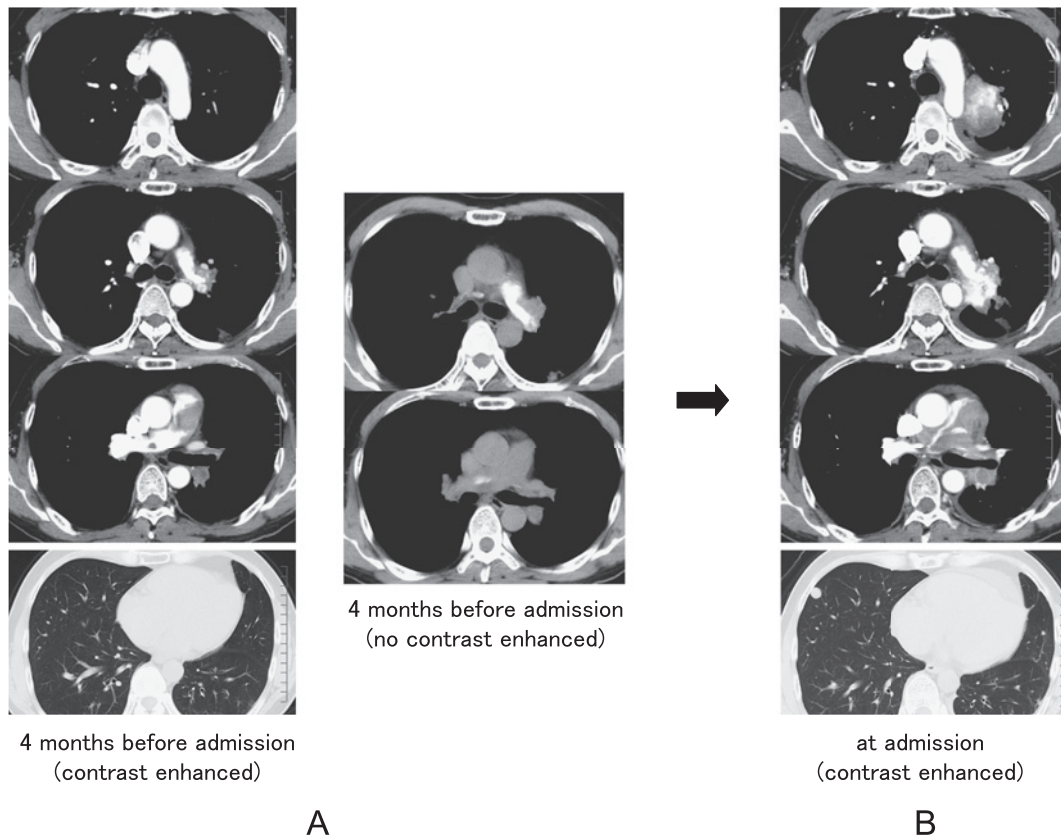 4 months before admission
(no contrast enhanced)
4 months before admission
(contrast enhanced)
at admission
(contrast enhanced)
A
B